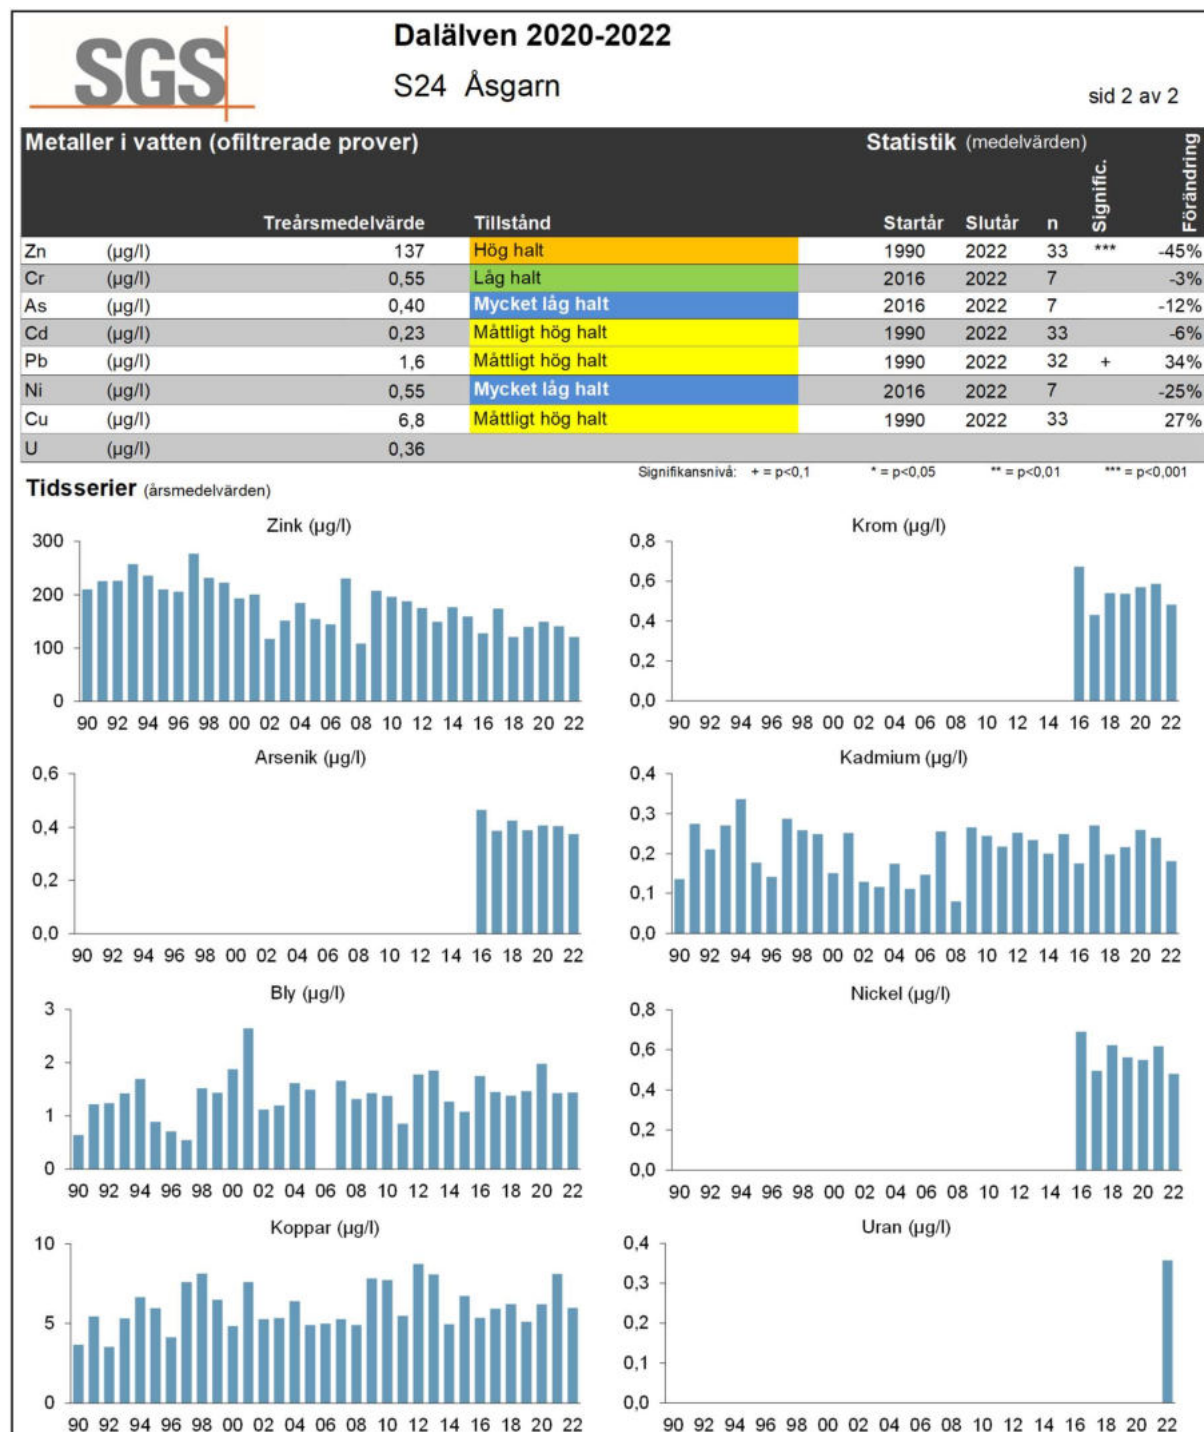 SGS
Dalälven 2020-2022
S24 Åsgarn
sid 2 av 2
Metaller i vatten (ofiltrerade prover) Statistik (medelvärden)
Treårsmedelvärde Tillstånd Startår Slutår n Signific. Förändring
Zn (µg/l) 137 Hög halt 1990 2022 33 *** -45%
Cr (µg/l) 0,55 Låg halt 2016 2022 7 -3%
As (µg/l) 0,40 Mycket låg halt 2016 2022 7 -12%
Cd (µg/l) 0,23 Måttligt hög halt 1990 2022 33 -6%
Pb (µg/l) 1,6 Måttligt hög halt 1990 2022 32 + 34%
Ni (µg/l) 0,55 Mycket låg halt 2016 2022 7 -25%
Cu (µg/l) 6,8 Måttligt hög halt 1990 2022 33 27%
U (µg/l) 0,36
Signifikansnivå: + = p<0,1 * = p<0,05 ** = p<0,01 *** = p<0,001
Tidsserier (årsmedelvärden)
Zink (µg/l)
300
200
100
0
90 92 94 96 98 00 02 04 06 08 10 12 14 16 18 20 22
Krom (µg/l)
0,8
0,6
0,4
0,2
0,0
90 92 94 96 98 00 02 04 06 08 10 12 14 16 18 20 22
Arsenik (µg/l)
0,6
0,4
0,2
0,0
90 92 94 96 98 00 02 04 06 08 10 12 14 16 18 20 22
Kadmium (µg/l)
0,4
0,3
0,2
0,1
0,0
90 92 94 96 98 00 02 04 06 08 10 12 14 16 18 20 22
Bly (µg/l)
3
2
1
0
90 92 94 96 98 00 02 04 06 08 10 12 14 16 18 20 22
Nickel (µg/l)
0,8
0,6
0,4
0,2
0,0
90 92 94 96 98 00 02 04 06 08 10 12 14 16 18 20 22
Koppar (µg/l)
10
5
0
90 92 94 96 98 00 02 04 06 08 10 12 14 16 18 20 22
Uran (µg/l)
0,4
0,3
0,2
0,1
0,0
90 92 94 96 98 00 02 04 06 08 10 12 14 16 18 20 22